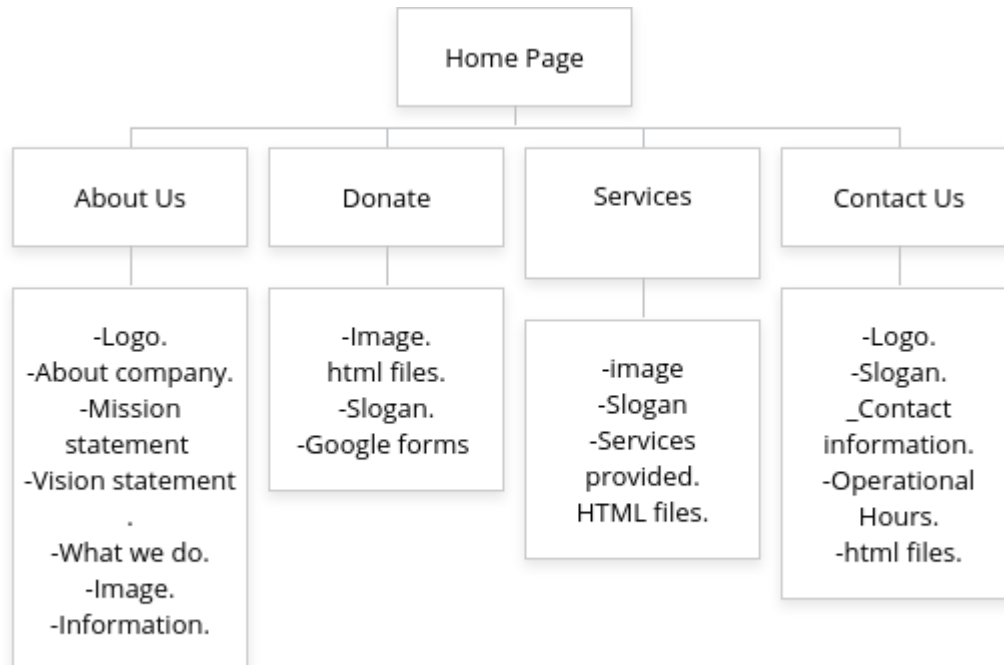 Home Page
About Us
Donate
Services
Contact Us
-Logo.
-About company.
-Mission
statement
-Vision statement
.
-What we do.
-Image.
-Information.
-Image.
html files.
-Slogan.
-Google forms
-image
-Slogan
-Services
provided.
HTML files.
-Logo.
-Slogan.
_Contact
information.
-Operational
Hours.
-html files.